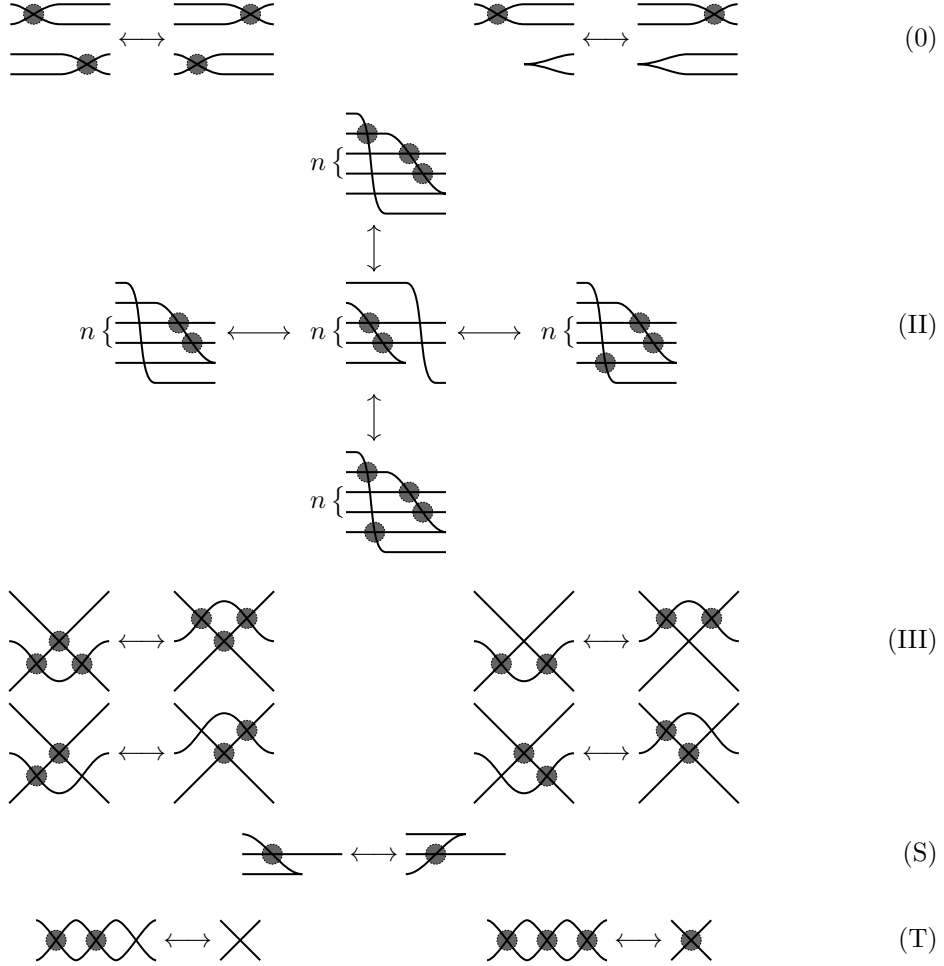 (0)
n {
n { n { n { (II)
n {
(III)
(S)
(T)